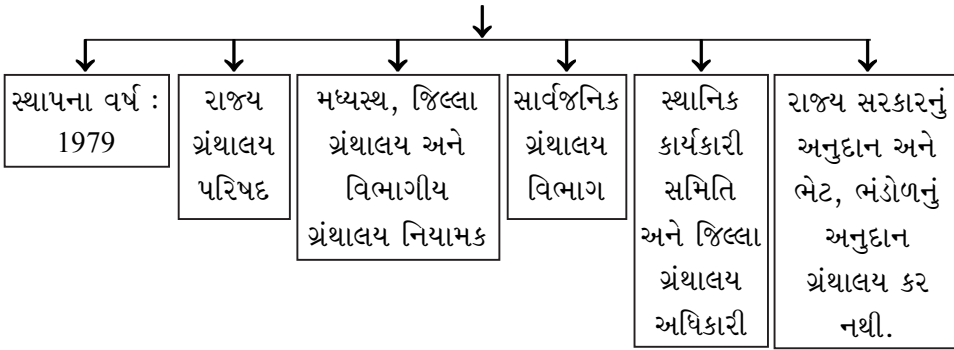 સ્થાપના વર્ષ :
1979
રાજ્ય
ગ્રંથાલય
પરિષદ
મધ્યસ્થ, જિલ્લા
ગ્રંથાલય અને
વિભાગીય
ગ્રંથાલય નિયામક
સાર્વજનિક
ગ્રંથાલય
વિભાગ
સ્થાનિક
કાર્યકારી
સમિતિ
અને જિલ્લા
ગ્રંથાલય
અધિકારી
રાજ્ય સરકારનું
અનુદાન અને
ભેટ, ભંડોળનું
અનુદાન
ગ્રંથાલય કર
નથી.